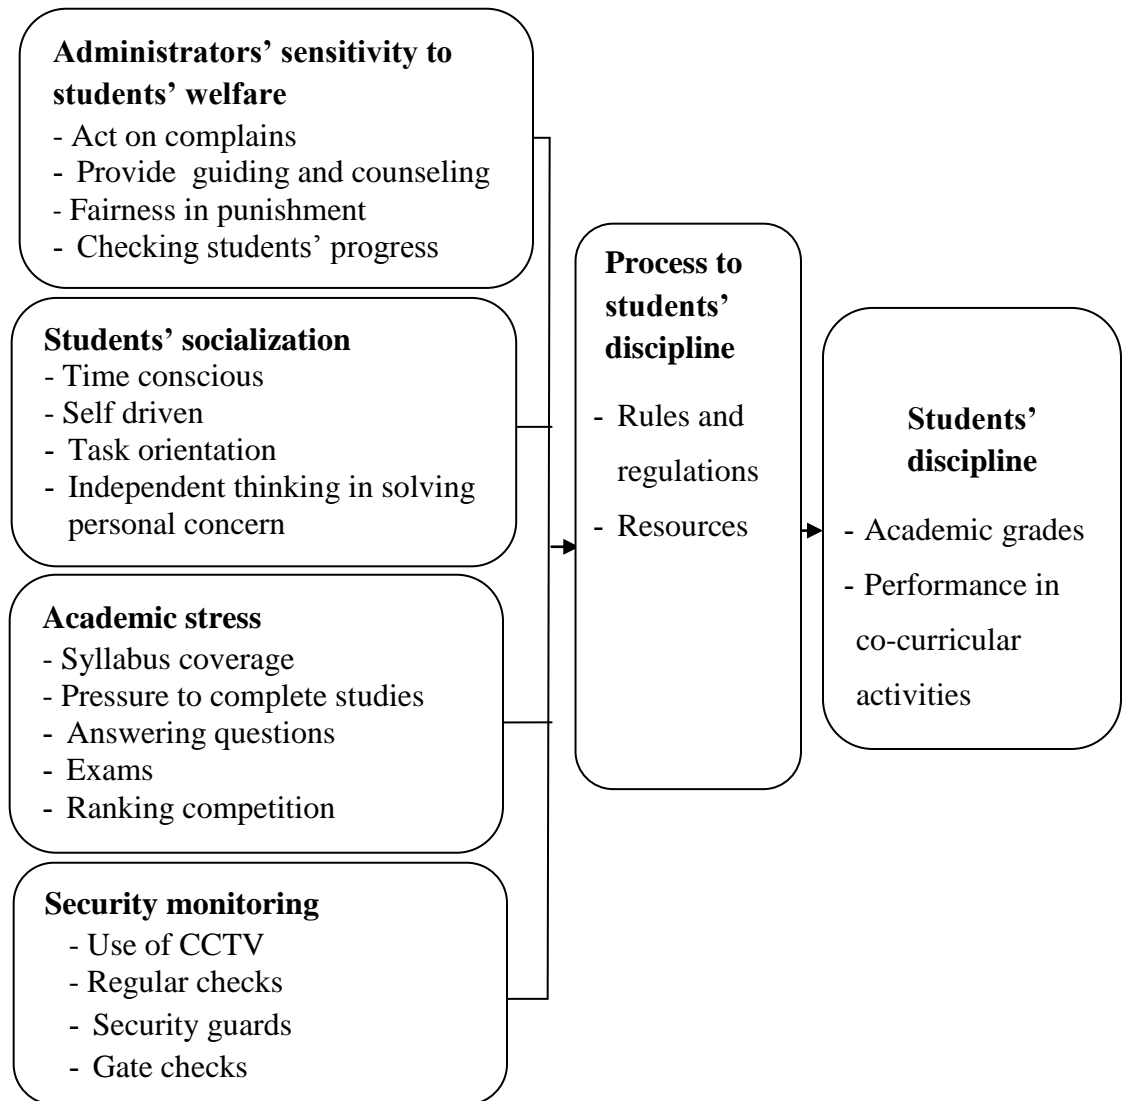 Administrators’ sensitivity to
students’ welfare
- Act on complains
- Provide guiding and counseling
- Fairness in punishment
- Checking students’ progress
Students’ socialization
- Time conscious
- Self driven
- Task orientation
- Independent thinking in solving
personal concern
Academic stress
- Syllabus coverage
- Pressure to complete studies
- Answering questions
- Exams
- Ranking competition
Security monitoring
- Use of CCTV
- Regular checks
- Security guards
- Gate checks
Process to
students’
discipline
- Rules and
regulations
- Resources
Students’
discipline
- Academic grades
- Performance in
co-curricular
activities